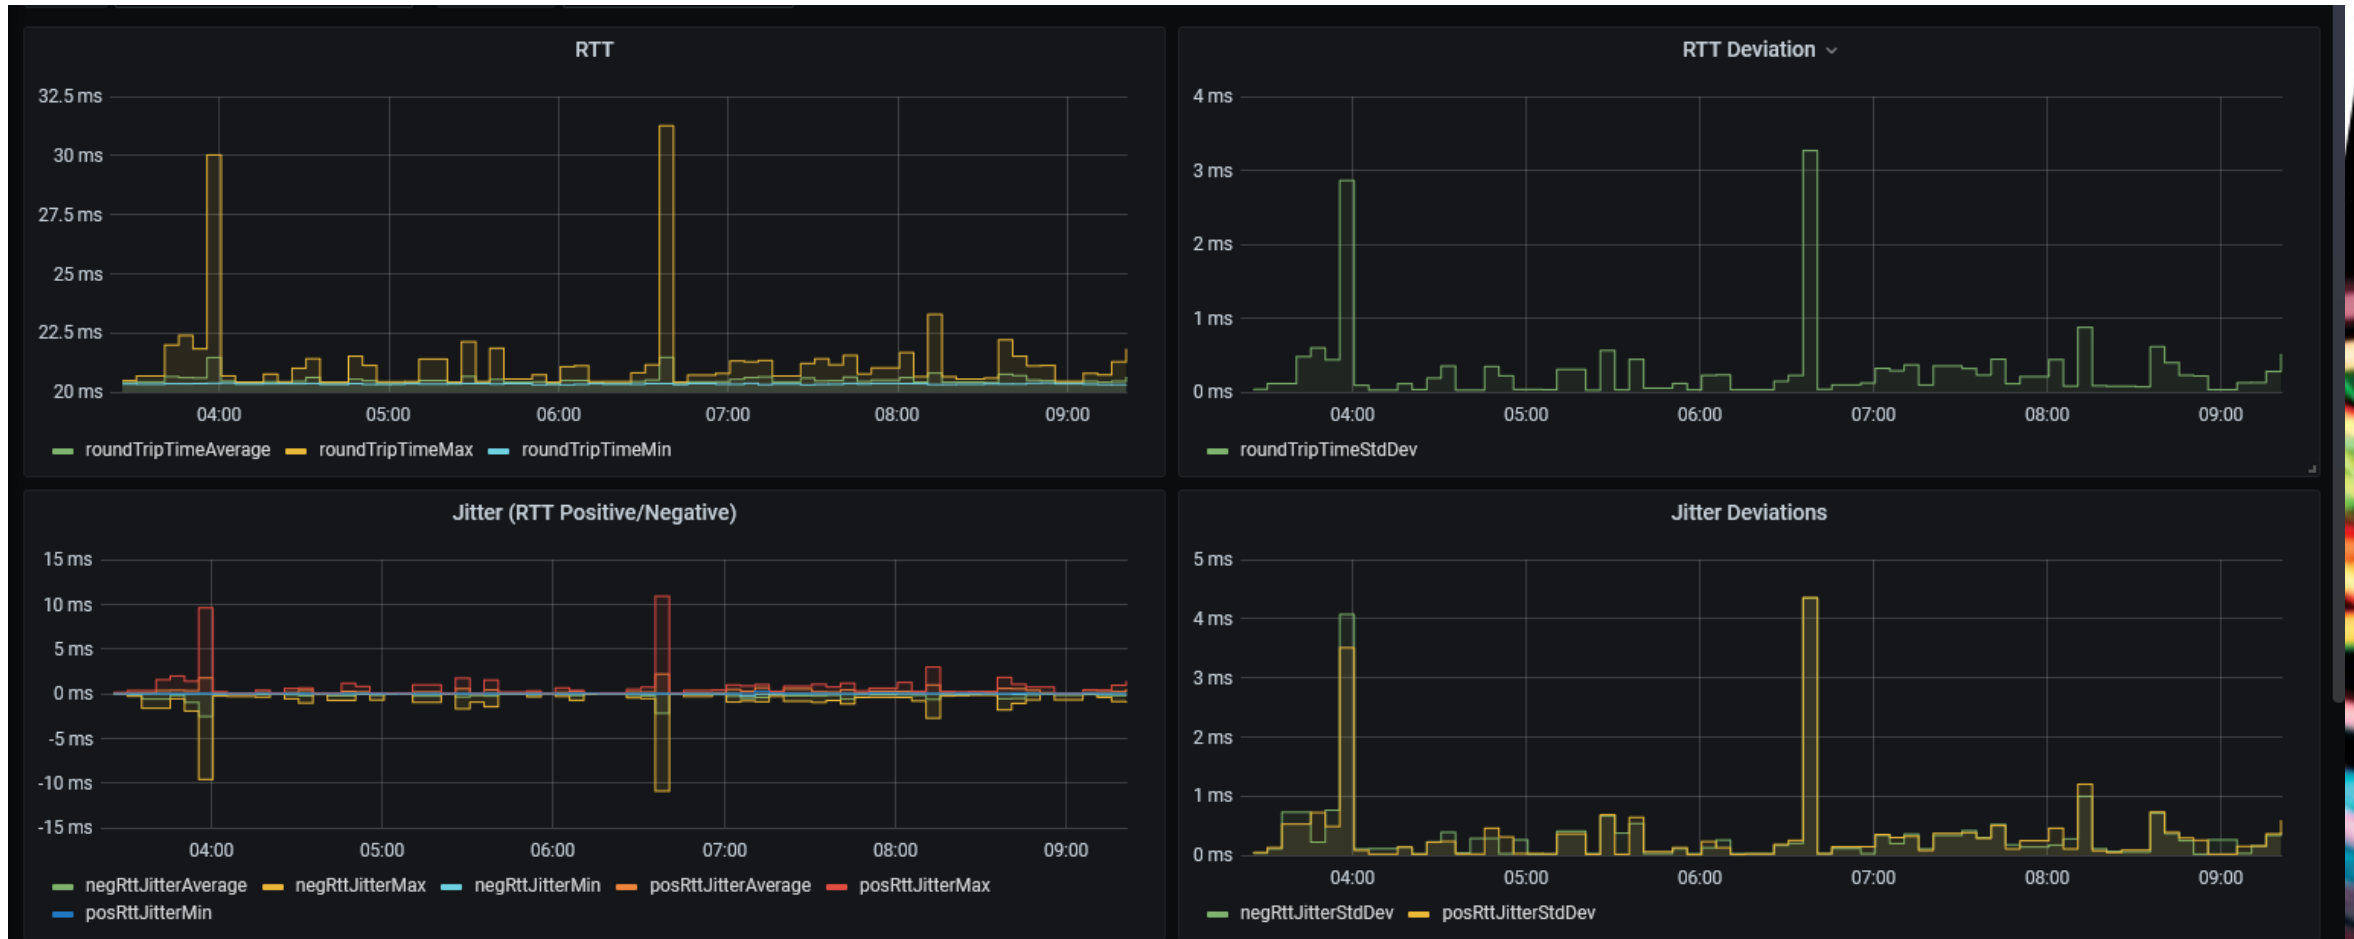 RTT
32.5 ms
30 ms
27.5 ms
25 ms
22.5 ms
20 ms
04:00 05:00 06:00 07:00 08:00 09:00
roundTripTimeAverage roundTripTimeMax roundTripTimeMin
RTT Deviation
4 ms
3 ms
2 ms
1 ms
0 ms
04:00 05:00 06:00 07:00 08:00 09:00
roundTripTimeStdDev
Jitter (RTT Positive/Negative)
15 ms
10 ms
5 ms
0 ms
-5 ms
-10 ms
-15 ms
04:00 05:00 06:00 07:00 08:00 09:00
negRttJitterAverage negRttJitterMax negRttJitterMin posRttJitterAverage posRttJitterMax
posRttJitterMin
Jitter Deviations
5 ms
4 ms
3 ms
2 ms
1 ms
0 ms
04:00 05:00 06:00 07:00 08:00 09:00
negRttJitterStdDev posRttJitterStdDev